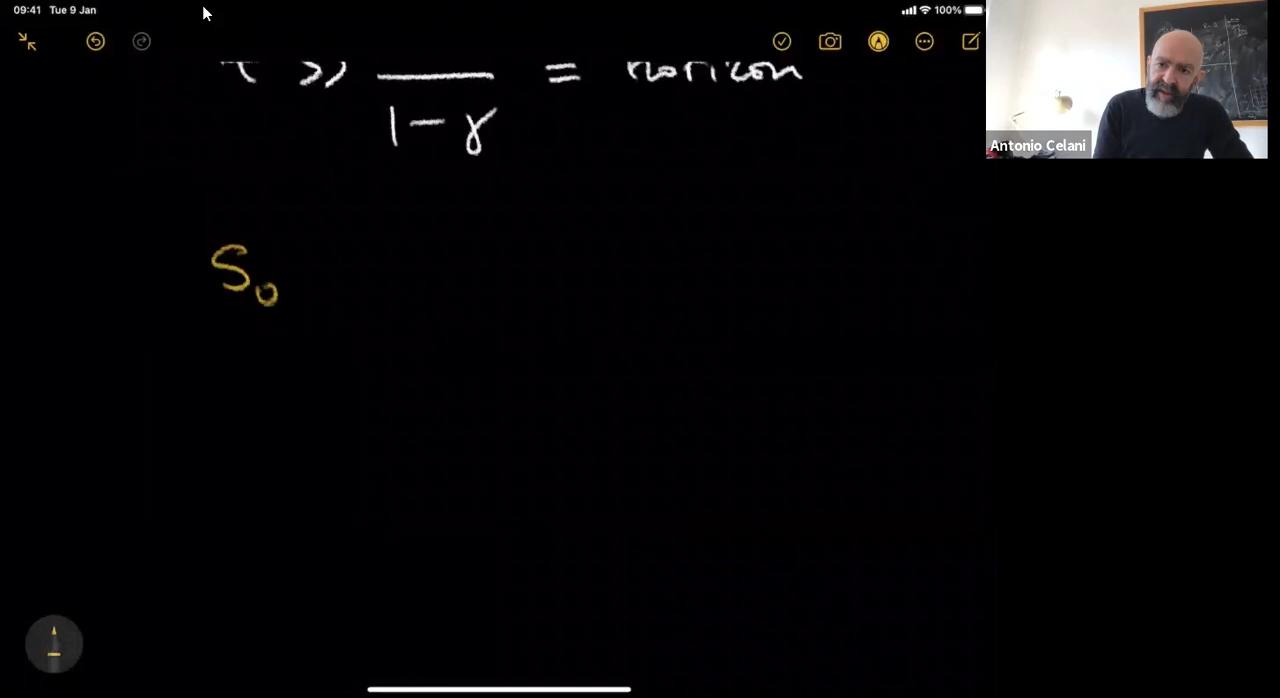 09:41 Tue 9 Jan
100%
≫ ―― = horizon
1 - γ
Antonio Celani
S₀